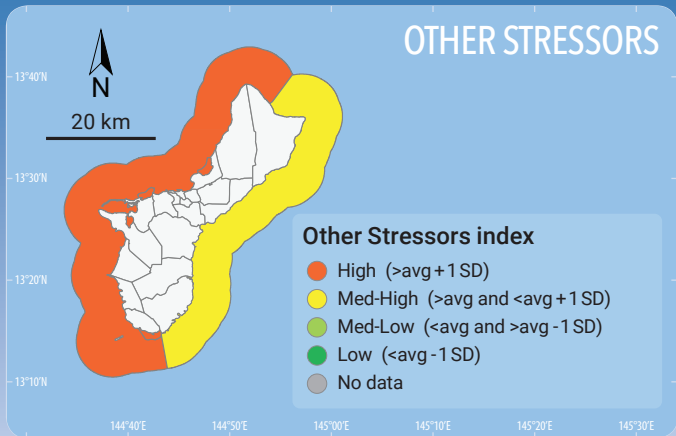 OTHER STRESSORS
13°40'N
N
20 km
13°30'N
Other Stressors index
High (>avg+1 SD)
Med-High (>avg and <avg+1 SD)
13°20'N
Med-Low (<avg and >avg -1 SD)
Low (<avg -1 SD)
No data
13°10'N
144°40'E 144°50'E 145°00'E 145°10'E 145°20'E 145°30'E